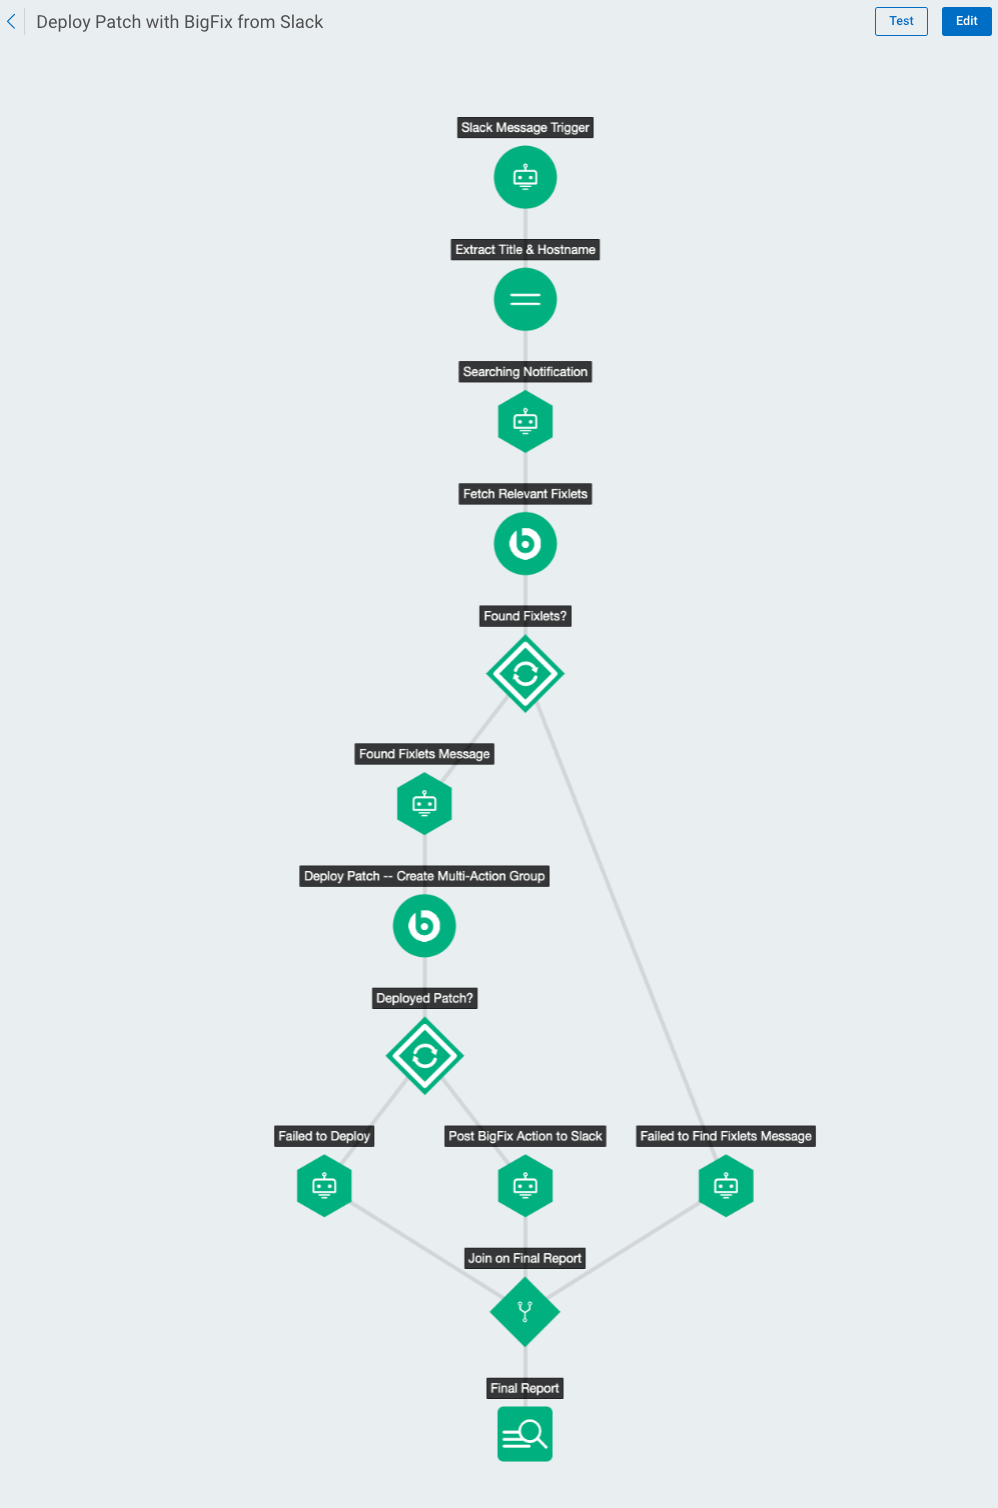 Deploy Patch with BigFix from Slack
Test
Edit
Slack Message Trigger
Extract Title & Hostname
Searching Notification
Fetch Relevant Fixlets
Found Fixlets?
Found Fixlets Message
Deploy Patch -- Create Multi-Action Group
Deployed Patch?
Failed to Deploy
Post BigFix Action to Slack
Failed to Find Fixlets Message
Join on Final Report
Final Report